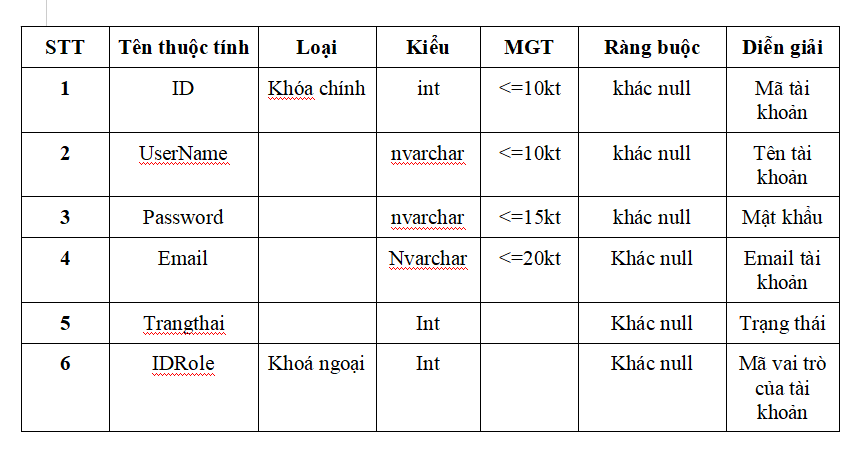 STT Tên thuộc tính Loại Kiểu MGT Ràng buộc Diễn giải
1 ID Khóa chính int <=10kt khác null Mã tài
khoản
2 UserName nvarchar <=10kt khác null Tên tài
khoản
3 Password nvarchar <=15kt khác null Mật khẩu
4 Email Nvarchar <=20kt Khác null Email tài
khoản
5 Trangthai Int Khác null Trạng thái
6 IDRole Khoá ngoại Int Khác null Mã vai trò
của tài
khoản